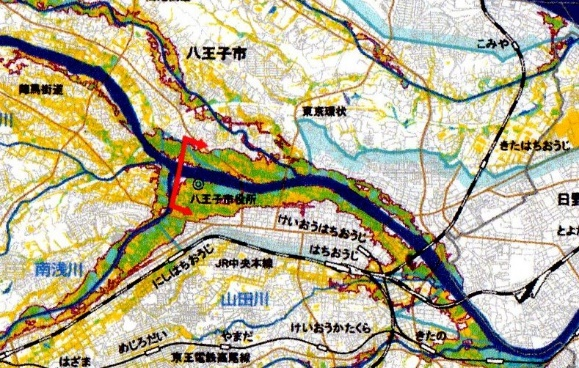 八王子市
こみや
陣馬街道
川
東京環状
きたはちおうじ
八王子市役所
日野
とよだ
けいおうはちおうじ
はちおうじ
にしはちおうじ
JR中央本線
南浅川
山田川
けいおうかたくら
きたの
やまだ
めじろだい
はざま
京王電鉄高尾線